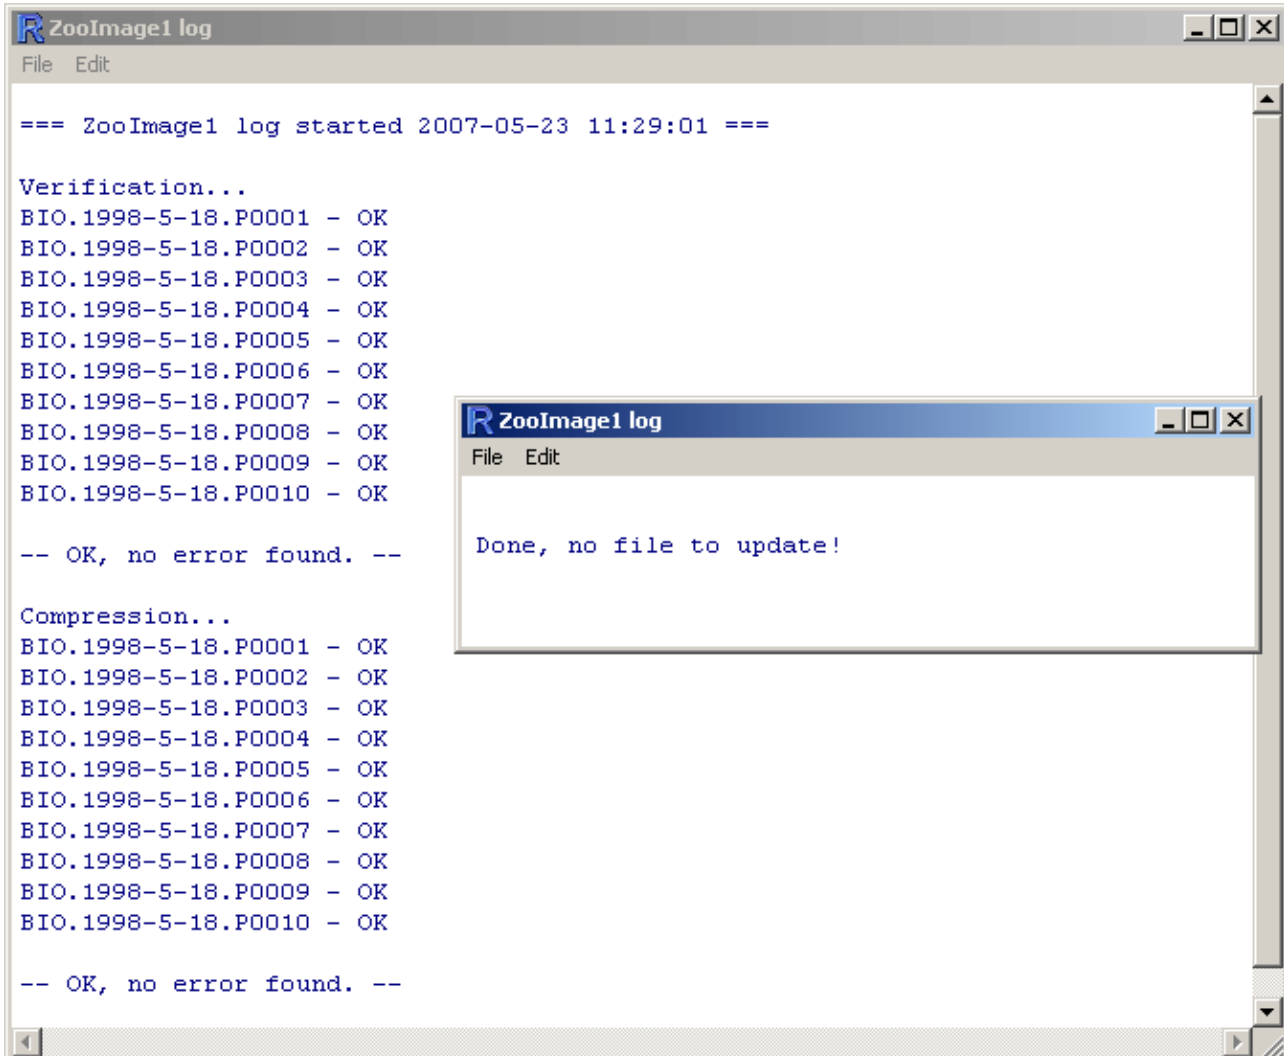 ZooImage1 log
File Edit
=== ZooImage1 log started 2007-05-23 11:29:01 ===
Verification...
BIO.1998-5-18.P0001 - OK
BIO.1998-5-18.P0002 - OK
BIO.1998-5-18.P0003 - OK
BIO.1998-5-18.P0004 - OK
BIO.1998-5-18.P0005 - OK
BIO.1998-5-18.P0006 - OK
BIO.1998-5-18.P0007 - OK
BIO.1998-5-18.P0008 - OK
BIO.1998-5-18.P0009 - OK
BIO.1998-5-18.P0010 - OK
-- OK, no error found. --
Compression...
BIO.1998-5-18.P0001 - OK
BIO.1998-5-18.P0002 - OK
BIO.1998-5-18.P0003 - OK
BIO.1998-5-18.P0004 - OK
BIO.1998-5-18.P0005 - OK
BIO.1998-5-18.P0006 - OK
BIO.1998-5-18.P0007 - OK
BIO.1998-5-18.P0008 - OK
BIO.1998-5-18.P0009 - OK
BIO.1998-5-18.P0010 - OK
-- OK, no error found. --
ZooImage1 log
File Edit
Done, no file to update!